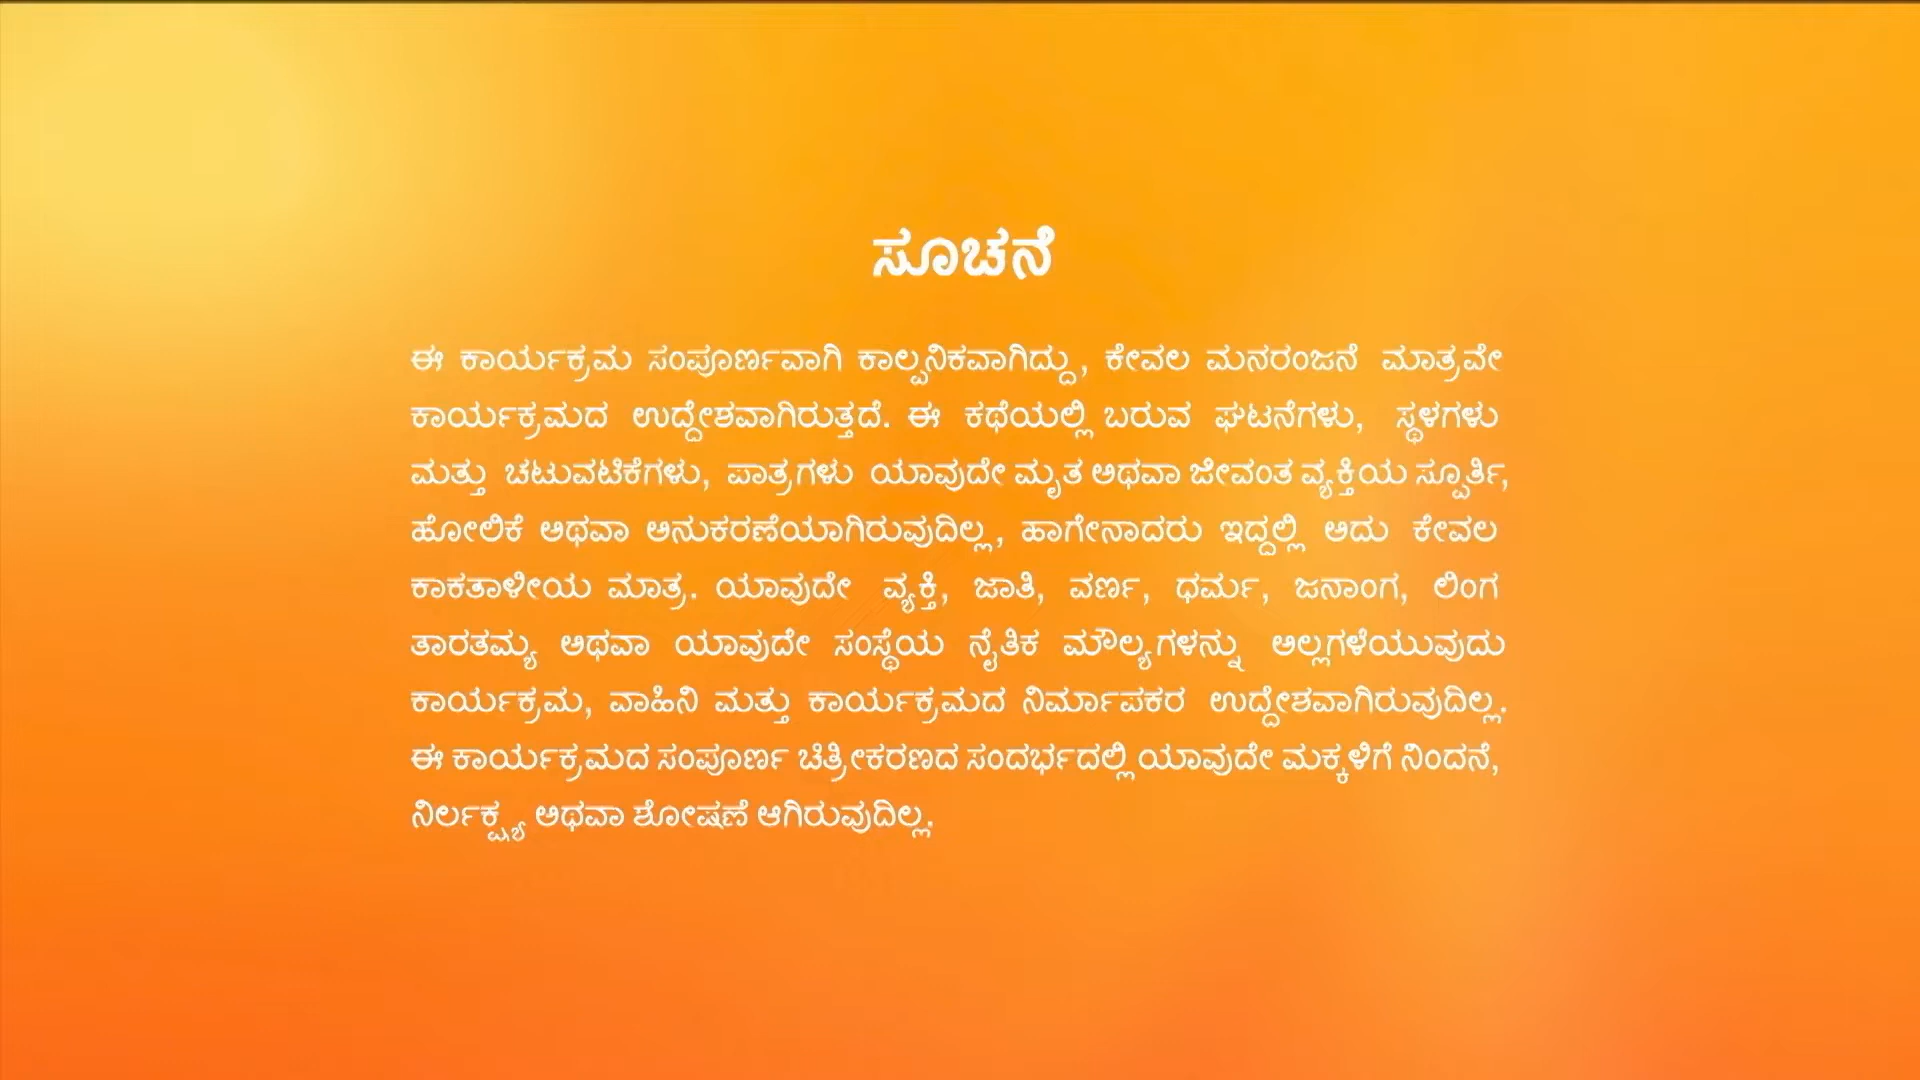 ಸೂಚನೆ
ಈ ಕಾರ್ಯಕ್ರಮ ಸಂಪೂರ್ಣವಾಗಿ ಕಾಲ್ಪನಿಕವಾಗಿದ್ದು, ಕೇವಲ ಮನರಂಜನೆ ಮಾತ್ರವೇ
ಕಾರ್ಯಕ್ರಮದ ಉದ್ದೇಶವಾಗಿರುತ್ತದೆ. ಈ ಕಥೆಯಲ್ಲಿ ಬರುವ ಘಟನೆಗಳು, ಸ್ಥಳಗಳು
ಮತ್ತು ಚಟುವಟಿಕೆಗಳು, ಪಾತ್ರಗಳು ಯಾವುದೇ ಮೃತ ಅಥವಾ ಜೀವಂತ ವ್ಯಕ್ತಿಯ ಸ್ಪೂರ್ತಿ,
ಹೋಲಿಕೆ ಅಥವಾ ಅನುಕರಣೆಯಾಗಿರುವುದಿಲ್ಲ, ಹಾಗೇನಾದರು ಇದ್ದಲ್ಲಿ ಅದು ಕೇವಲ
ಕಾಕತಾಳೀಯ ಮಾತ್ರ. ಯಾವುದೇ ವ್ಯಕ್ತಿ, ಜಾತಿ, ವರ್ಣ, ಧರ್ಮ, ಜನಾಂಗ, ಲಿಂಗ
ತಾರತಮ್ಯ ಅಥವಾ ಯಾವುದೇ ಸಂಸ್ಥೆಯ ನೈತಿಕ ಮೌಲ್ಯಗಳನ್ನು ಅಲ್ಲಗಳೆಯುವುದು
ಕಾರ್ಯಕ್ರಮ, ವಾಹಿನಿ ಮತ್ತು ಕಾರ್ಯಕ್ರಮದ ನಿರ್ಮಾಪಕರ ಉದ್ದೇಶವಾಗಿರುವುದಿಲ್ಲ.
ಈ ಕಾರ್ಯಕ್ರಮದ ಸಂಪೂರ್ಣ ಚಿತ್ರೀಕರಣದ ಸಂದರ್ಭದಲ್ಲಿ ಯಾವುದೇ ಮಕ್ಕಳಿಗೆ ನಿಂದನೆ,
ನಿರ್ಲಕ್ಷ್ಯ ಅಥವಾ ಶೋಷಣೆ ಆಗಿರುವುದಿಲ್ಲ.